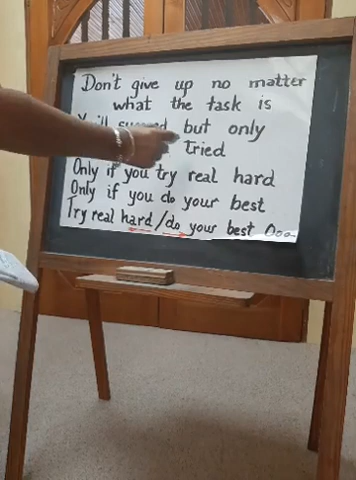 Don't give up no matter
what the task is
but only
tried
Only if you try real hard
Only if you do your best
Try real hard/do your best Ooo